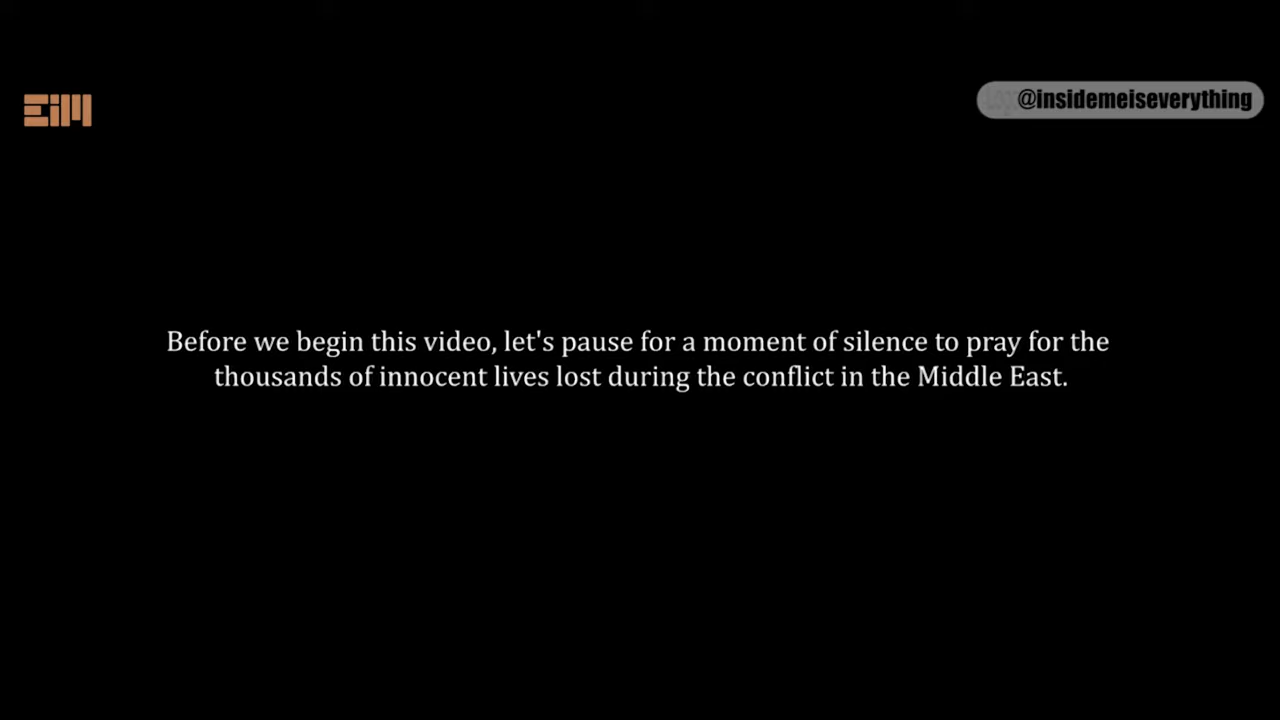 EiM
@insidemeiseverything
Before we begin this video, let's pause for a moment of silence to pray for the
thousands of innocent lives lost during the conflict in the Middle East.